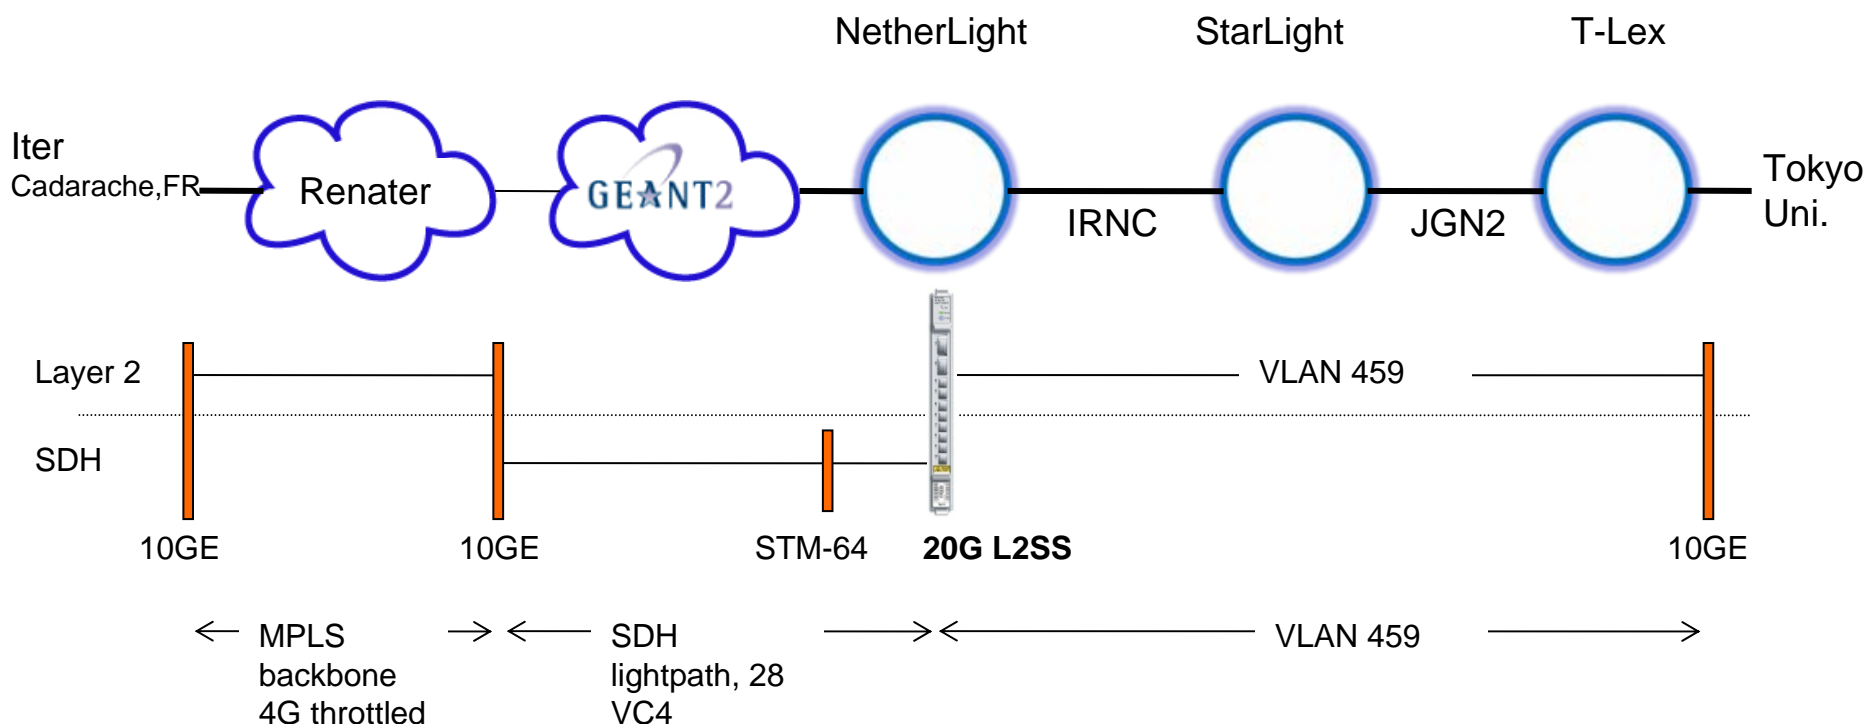 NetherLight
StarLight
T-Lex
Iter
Cadarache,FR
Renater
GEANT2
IRNC
JGN2
Tokyo
Uni.
Layer 2
VLAN 459
SDH
10GE
10GE
STM-64
20G L2SS
10GE
MPLS
backbone
4G throttled
SDH
lightpath, 28
VC4
VLAN 459